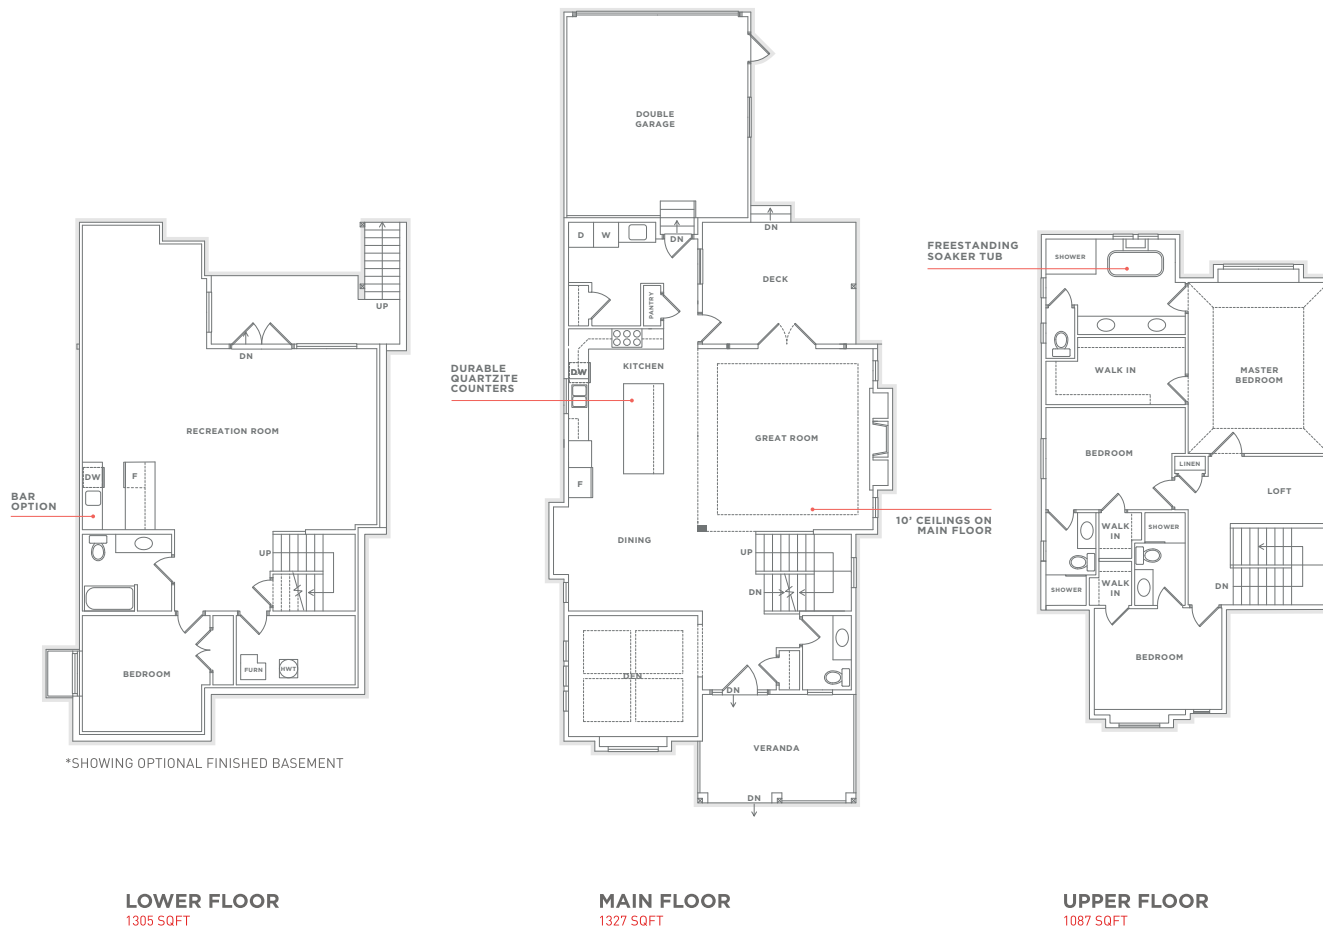 DOUBLE
GARAGE
D
W
DN
DN
DECK
PANTRY
KITCHEN
DW
DURABLE
QUARTZITE
COUNTERS
GREAT ROOM
F
10' CEILINGS ON
MAIN FLOOR
DINING
UP
DN
DEN
DN
VERANDA
DN
UP
DN
RECREATION ROOM
DW
F
BAR
OPTION
UP
BEDROOM
FURN
HWT
*SHOWING OPTIONAL FINISHED BASEMENT
FREESTANDING
SOAKER TUB
SHOWER
WALK IN
MASTER
BEDROOM
BEDROOM
LINEN
LOFT
WALK
IN
SHOWER
WALK
IN
SHOWER
DN
BEDROOM
LOWER FLOOR
1305 SQFT
MAIN FLOOR
1327 SQFT
UPPER FLOOR
1087 SQFT